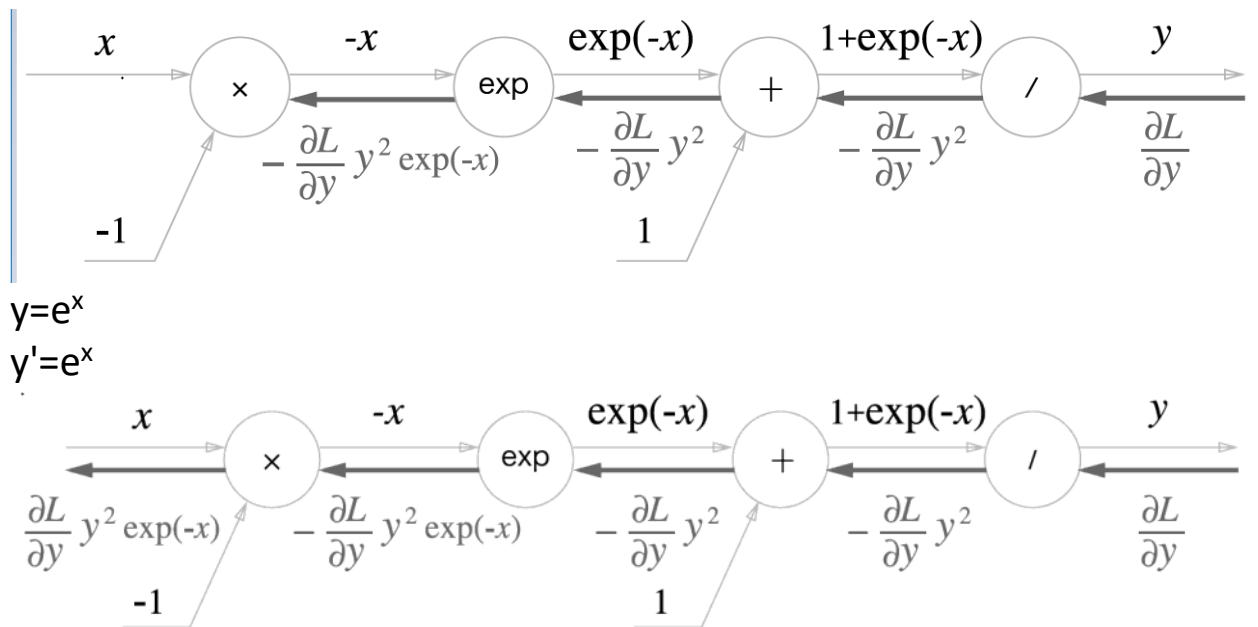 x -x exp(-x) 1+exp(-x) y
× exp + /
- ∂L/∂y y² exp(-x) - ∂L/∂y y² - ∂L/∂y y² ∂L/∂y
-1 1
y=eˣ
y'=eˣ
x -x exp(-x) 1+exp(-x) y
× exp + /
∂L/∂y y² exp(-x) - ∂L/∂y y² exp(-x) - ∂L/∂y y² - ∂L/∂y y² ∂L/∂y
-1 1